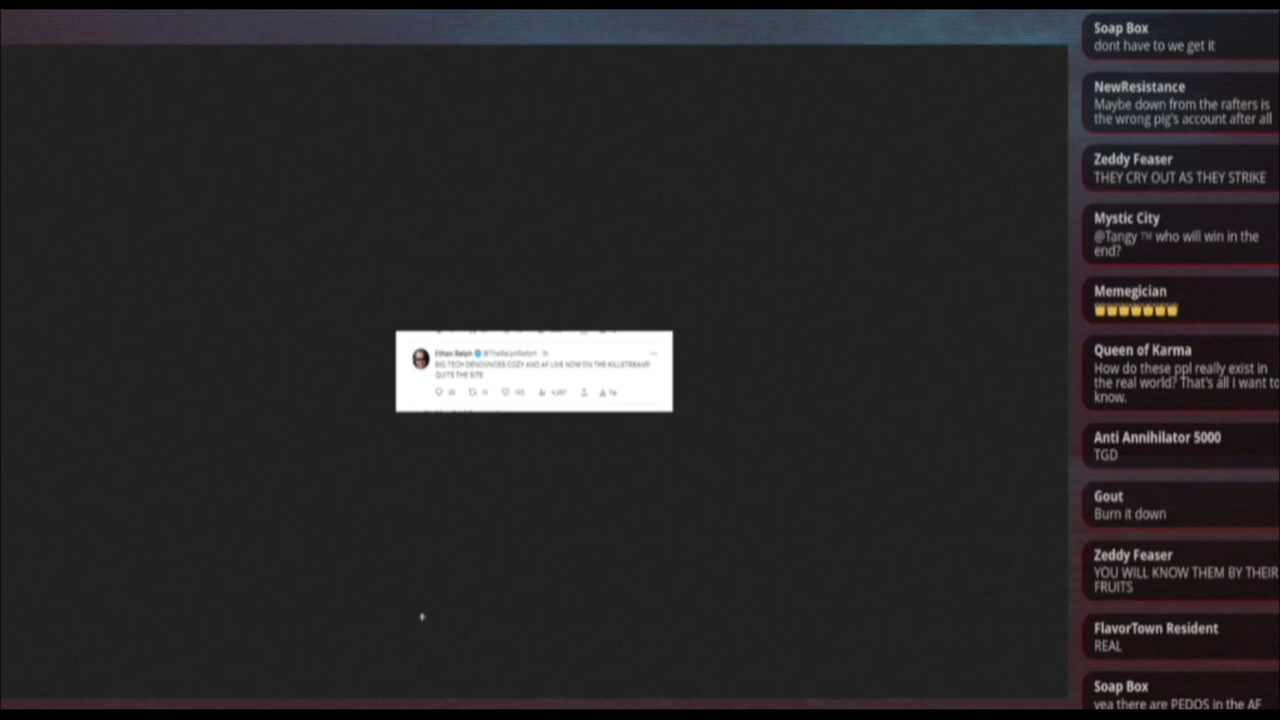 Ethan Ralph @TheRalphRetort · 1h
BIG TECH DENOUNCES COZY AND AF LIVE NOW ON THE KILLSTREAM!!
QUITS THE SITE
Soap Box
dont have to we get it
NewResistance
Maybe down from the rafters is
the wrong pig's account after all
Zeddy Feaser
THEY CRY OUT AS THEY STRIKE
Mystic City
@Tangy ™ who will win in the
end?
Memegician
Queen of Karma
How do these ppl really exist in
the real world? That's all I want to
know.
Anti Annihilator 5000
TGD
Gout
Burn it down
Zeddy Feaser
YOU WILL KNOW THEM BY THEIR
FRUITS
FlavorTown Resident
REAL
Soap Box
yea there are PEDOS in the AF